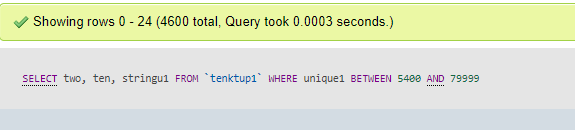 Showing rows 0 - 24 (4600 total, Query took 0.0003 seconds.)
SELECT two, ten, stringu1 FROM `tenktup1` WHERE unique1 BETWEEN 5400 AND 79999